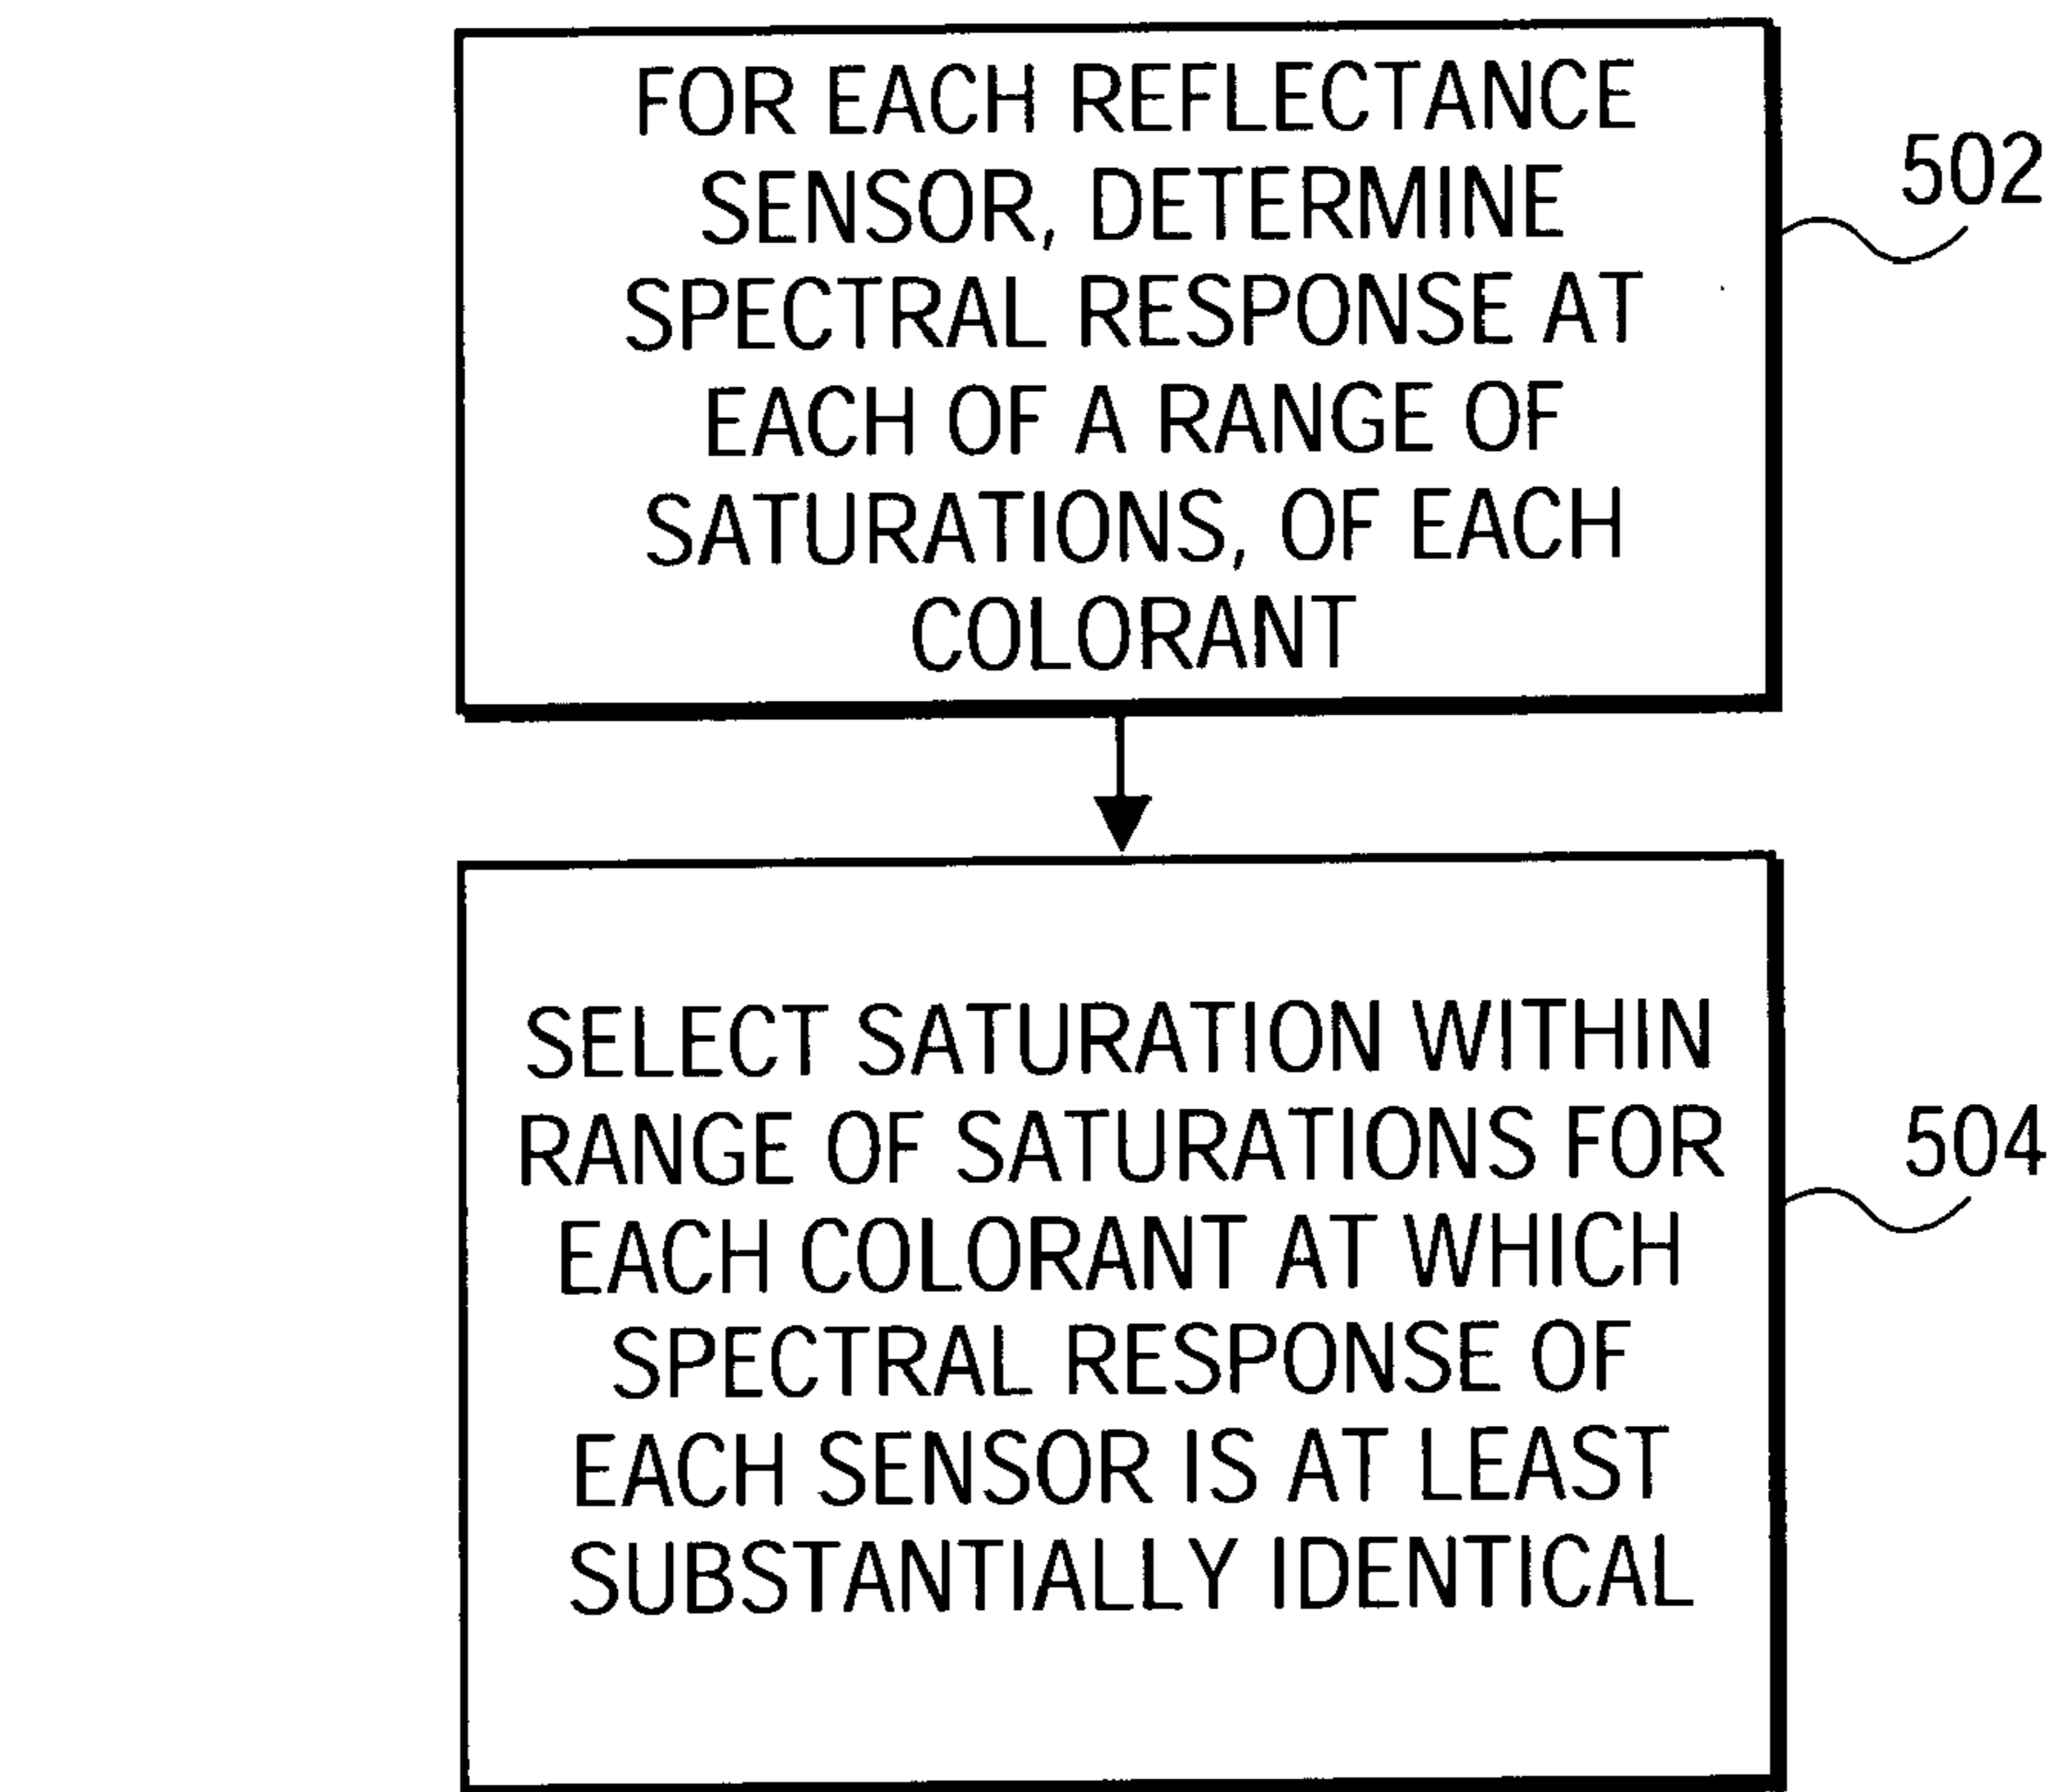 FOR EACH REFLECTANCE
SENSOR, DETERMINE
SPECTRAL RESPONSE AT
EACH OF A RANGE OF
SATURATIONS, OF EACH
COLORANT
502
SELECT SATURATION WITHIN
RANGE OF SATURATIONS FOR
EACH COLORANT AT WHICH
SPECTRAL RESPONSE OF
EACH SENSOR IS AT LEAST
SUBSTANTIALLY IDENTICAL
504